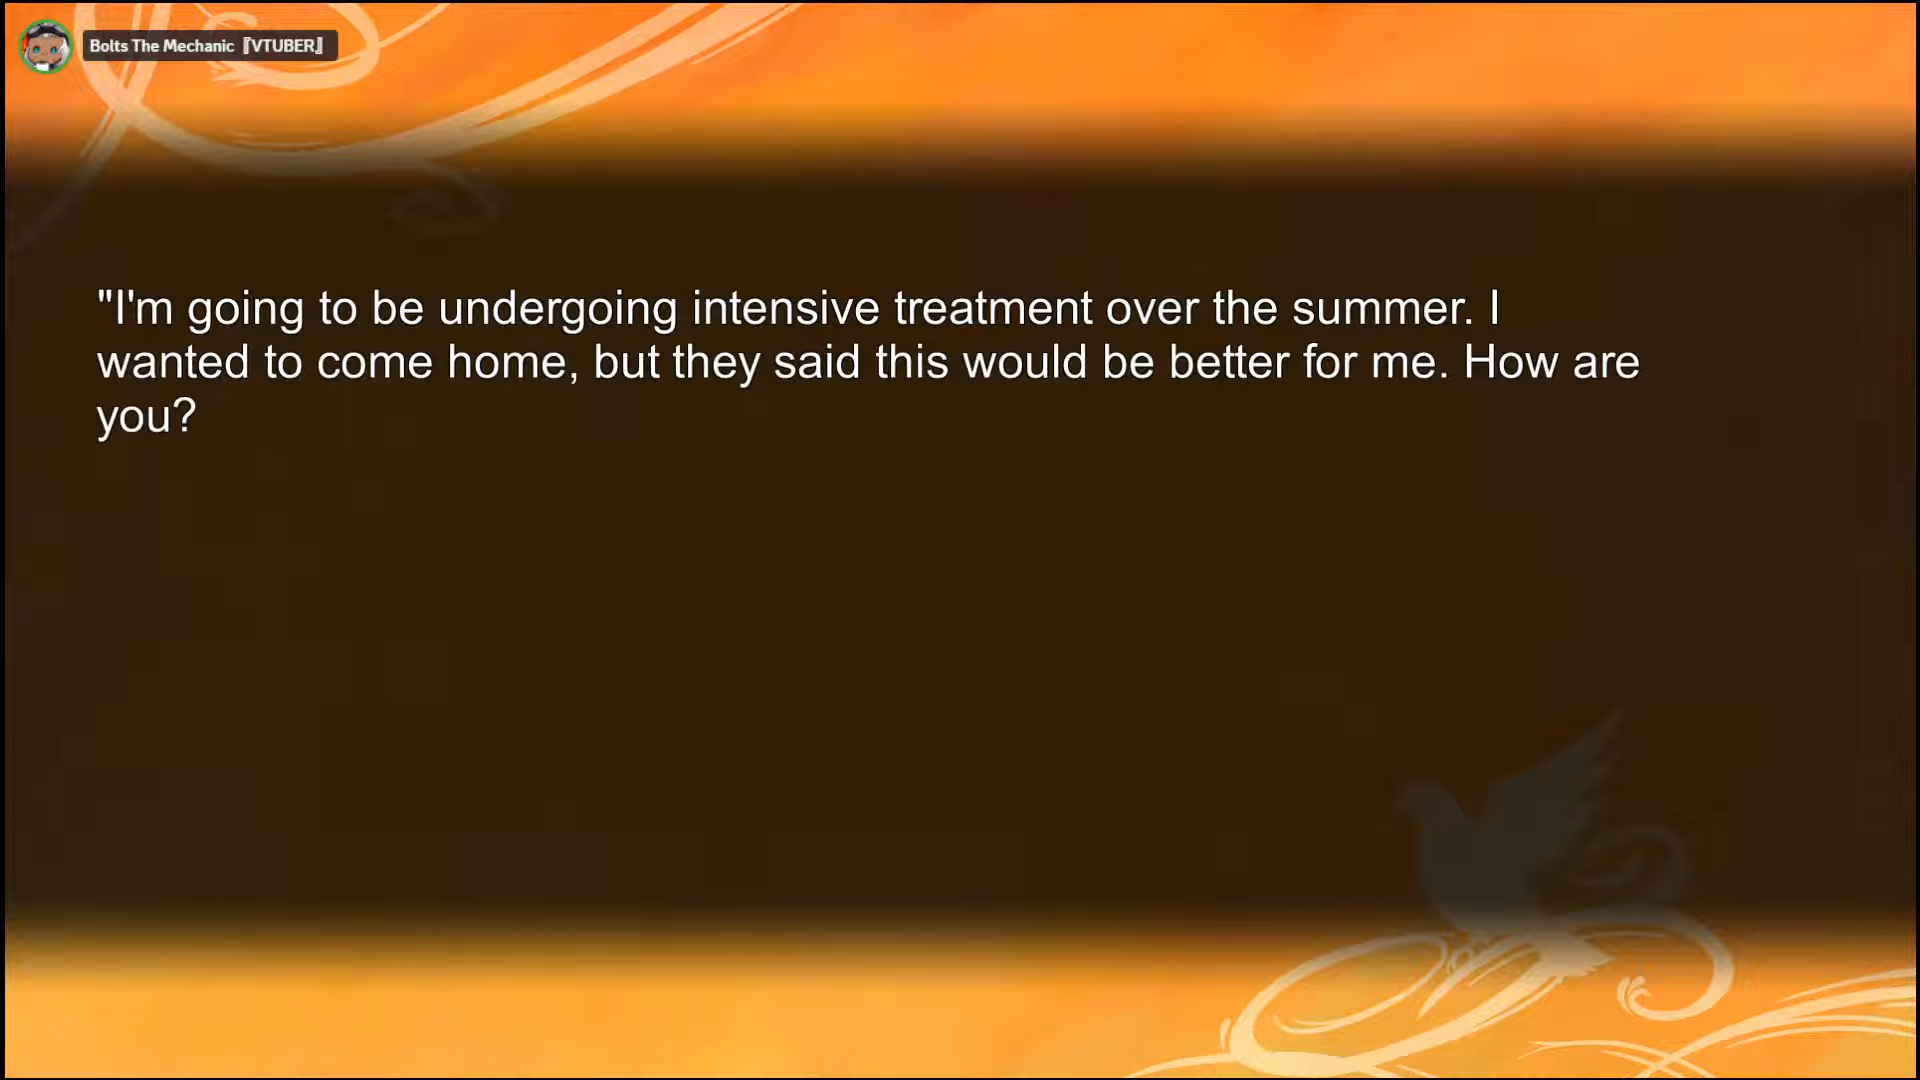 Bolts The Mechanic『VTUBER』
"I'm going to be undergoing intensive treatment over the summer. I
wanted to come home, but they said this would be better for me. How are
you?